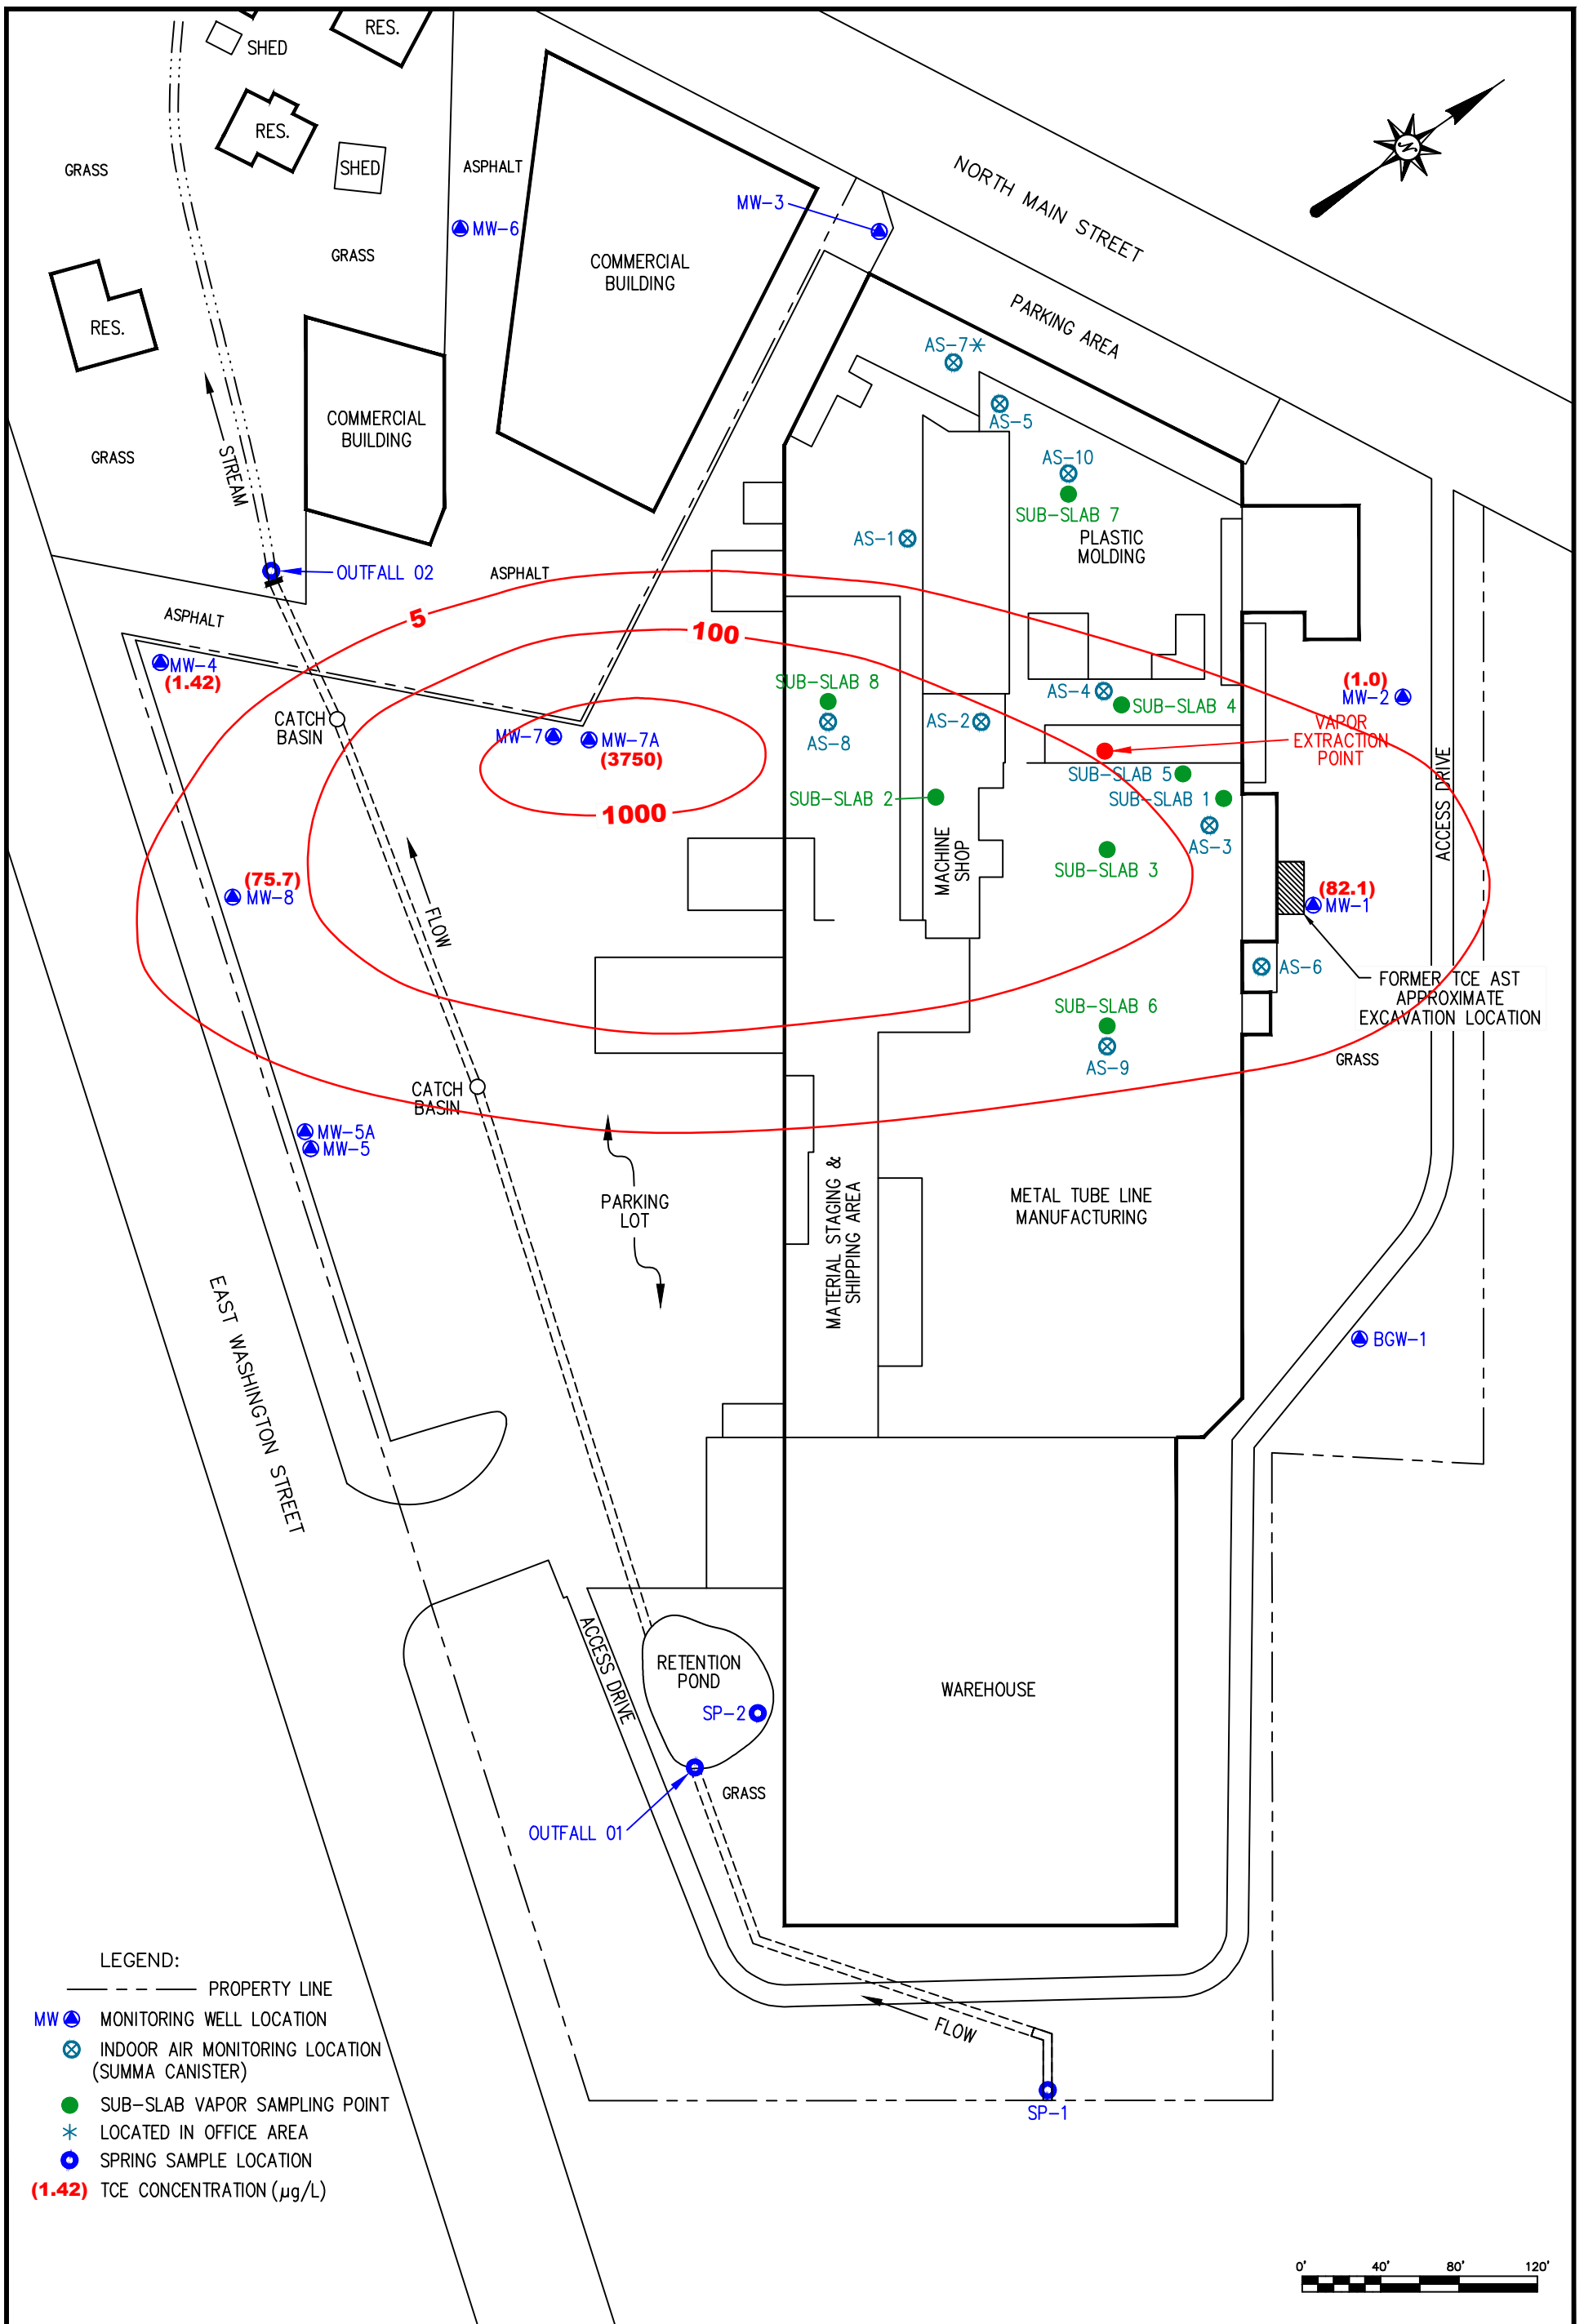 RES.
SHED
RES.
SHED
GRASS
ASPHALT
MW-6
GRASS
RES.
COMMERCIAL
BUILDING
MW-3
NORTH MAIN STREET
N
PARKING AREA
COMMERCIAL
BUILDING
GRASS
STREAM
AS-7*
AS-5
AS-10
SUB-SLAB 7
PLASTIC
MOLDING
AS-1
OUTFALL 02
ASPHALT
ASPHALT
5
100
MW-4
(1.42)
CATCH
BASIN
MW-7
MW-7A
(3750)
1000
SUB-SLAB 8
AS-8
AS-2
AS-4
SUB-SLAB 4
(1.0)
MW-2
VAPOR
EXTRACTION
POINT
SUB-SLAB 5
SUB-SLAB 2
SUB-SLAB 1
AS-3
MACHINE
SHOP
SUB-SLAB 3
ACCESS DRIVE
(75.7)
MW-8
FLOW
(82.1)
MW-1
AS-6
FORMER TCE AST
APPROXIMATE
EXCAVATION LOCATION
SUB-SLAB 6
AS-9
GRASS
CATCH
BASIN
MW-5A
MW-5
PARKING
LOT
MATERIAL STAGING &
SHIPPING AREA
METAL TUBE LINE
MANUFACTURING
BGW-1
EAST WASHINGTON STREET
ACCESS DRIVE
RETENTION
POND
SP-2
WAREHOUSE
GRASS
OUTFALL 01
FLOW
SP-1
LEGEND:
PROPERTY LINE
MW MONITORING WELL LOCATION
INDOOR AIR MONITORING LOCATION
(SUMMA CANISTER)
SUB-SLAB VAPOR SAMPLING POINT
* LOCATED IN OFFICE AREA
SPRING SAMPLE LOCATION
(1.42) TCE CONCENTRATION (µg/L)
0' 40' 80' 120'